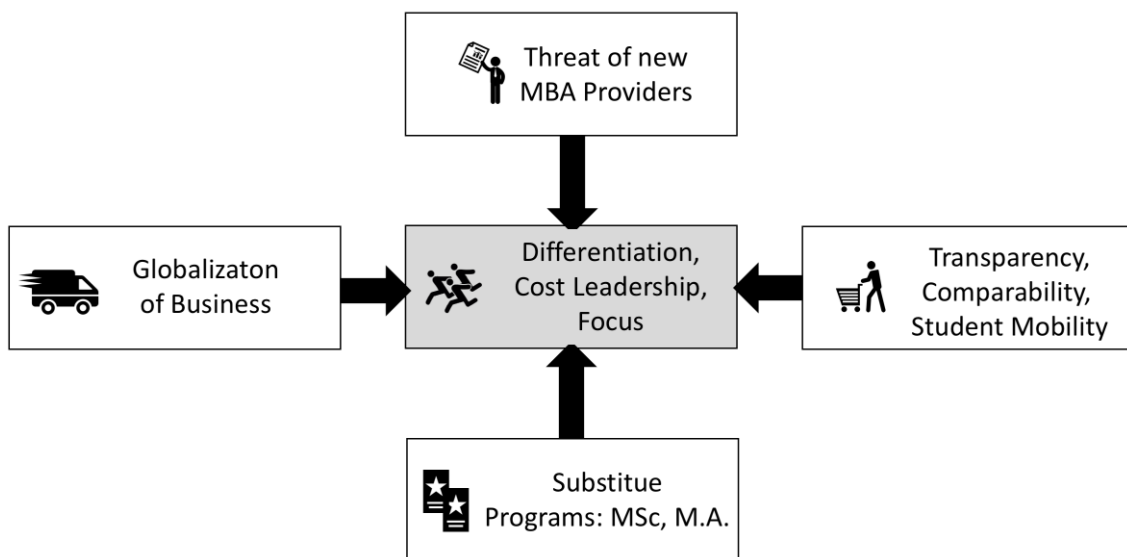 Threat of new
MBA Providers
Globalizaton
of Business
Differentiation,
Cost Leadership,
Focus
Transparency,
Comparability,
Student Mobility
Substitue
Programs: MSc, M.A.